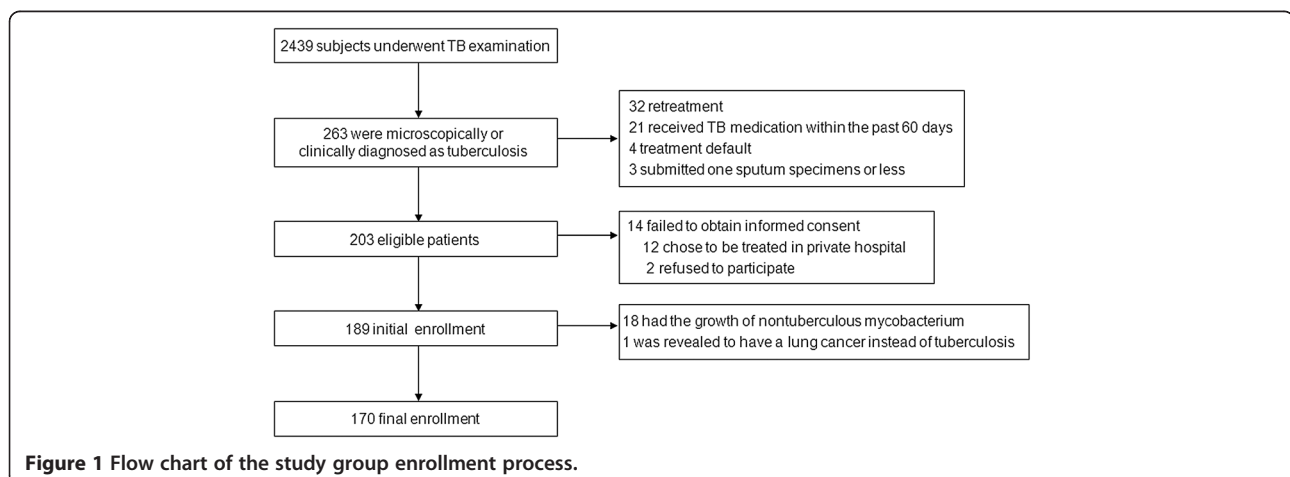 2439 subjects underwent TB examination
263 were microscopically or
clinically diagnosed as tuberculosis
32 retreatment
21 received TB medication within the past 60 days
4 treatment default
3 submitted one sputum specimens or less
203 eligible patients
14 failed to obtain informed consent
12 chose to be treated in private hospital
2 refused to participate
189 initial enrollment
18 had the growth of nontuberculous mycobacterium
1 was revealed to have a lung cancer instead of tuberculosis
170 final enrollment
Figure 1 Flow chart of the study group enrollment process.